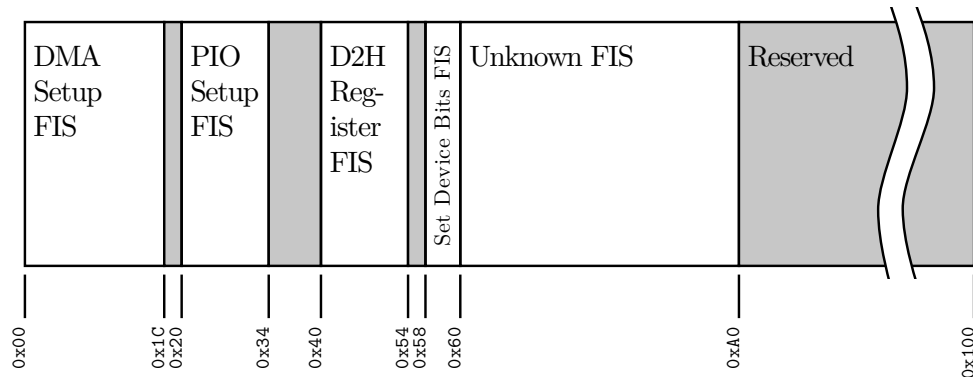 DMA
Setup
FIS
PIO
Setup
FIS
D2H
Reg-
ister
FIS
Set Device Bits FIS
Unknown FIS
Reserved
0x00
0x1C
0x20
0x34
0x40
0x54
0x58
0x60
0xA0
0x100